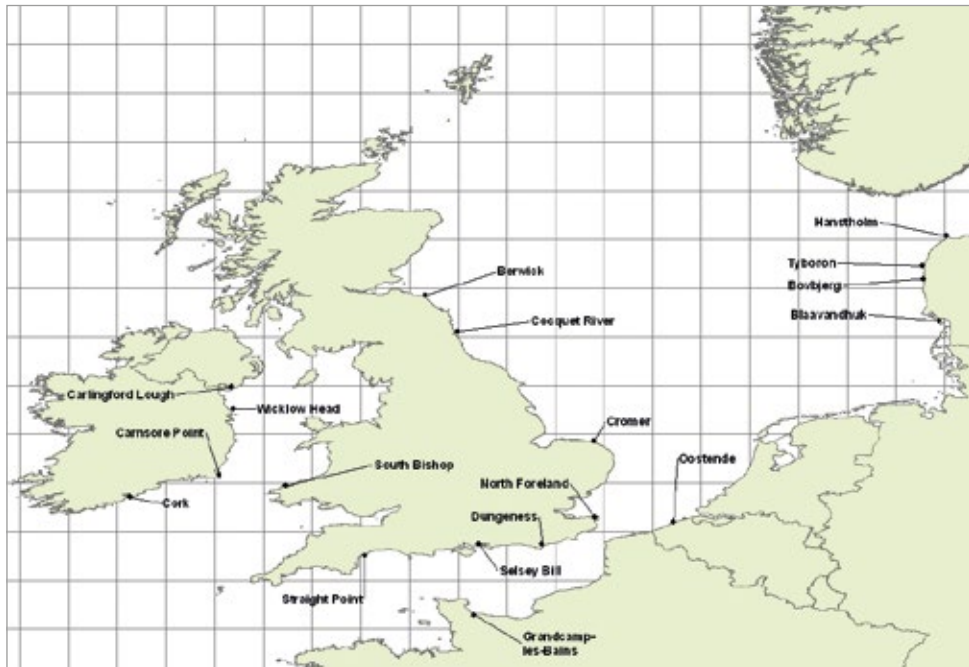 Hanstholm
Tyboron
Bovbjerg
Blaavandhuk
Berwick
Cocquet River
Carlingford Lough
Wicklow Head
Carnsore Point
Cork
South Bishop
Cromer
Oostende
North Foreland
Dungeness
Selsey Bill
Straight Point
Grandcamp-
les-Bains